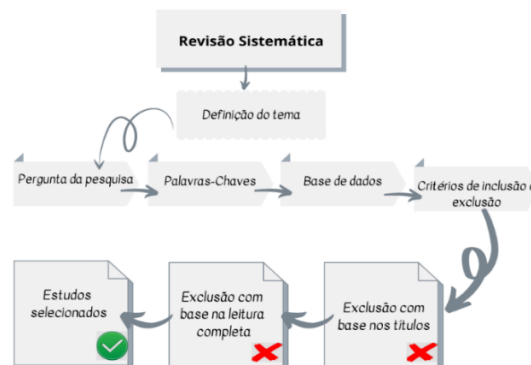 Revisão Sistemática
Definição do tema
Pergunta da pesquisa
Palavras-Chaves
Base de dados
Critérios de inclusão e
exclusão
Estudos
selecionados
Exclusão com
base na leitura
completa
Exclusão com
base nos títulos